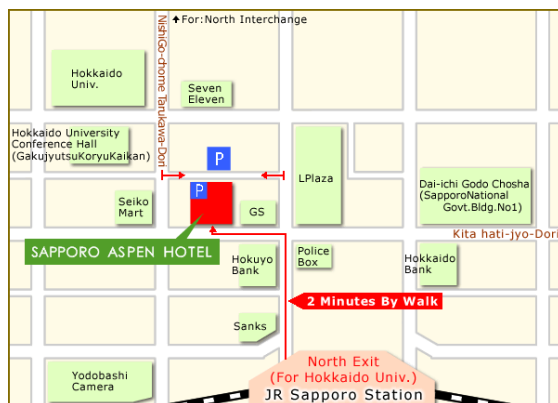 ↑For:North Interchange
NishiGo-chome Tarukawa-Dori
Hokkaido
Univ.
Seven
Eleven
Hokkaido University
Conference Hall
(GakujyutsuKoryuKaikan)
P
P
LPlaza
Dai-ichi Godo Chosha
(SapporoNational
Govt.Bldg.No1)
Seiko
Mart
GS
Kita hati-jyo-Dori
SAPPORO ASPEN HOTEL
Hokuyo
Bank
Police
Box
Hokkaido
Bank
2 Minutes By Walk
Sanks
North Exit
(For Hokkaido Univ.)
JR Sapporo Station
Yodobashi
Camera